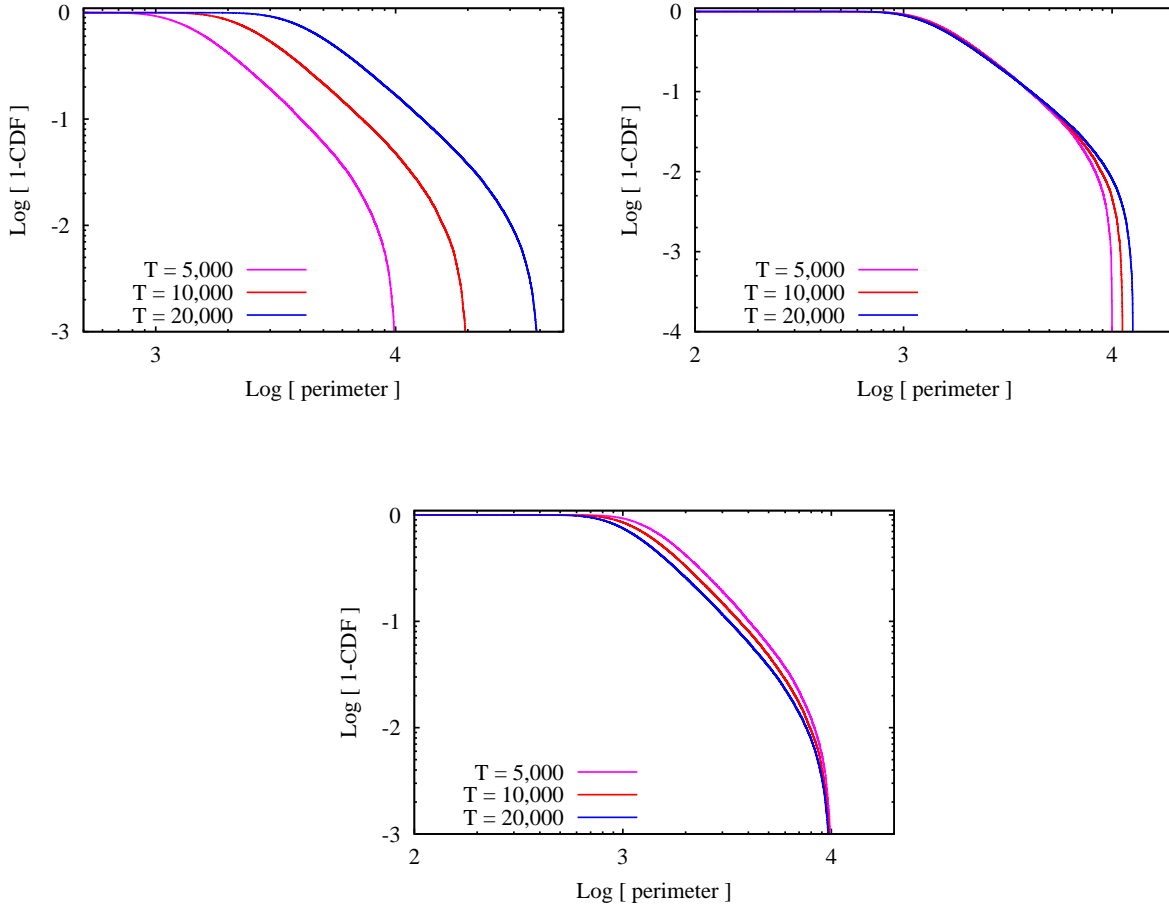 0
-1
-2
-3
3
4
Log [ 1-CDF ]
Log [ perimeter ]
T = 5,000
T = 10,000
T = 20,000
0
-1
-2
-3
-4
2
3
4
Log [ 1-CDF ]
Log [ perimeter ]
T = 5,000
T = 10,000
T = 20,000
0
-1
-2
-3
2
3
4
Log [ 1-CDF ]
Log [ perimeter ]
T = 5,000
T = 10,000
T = 20,000